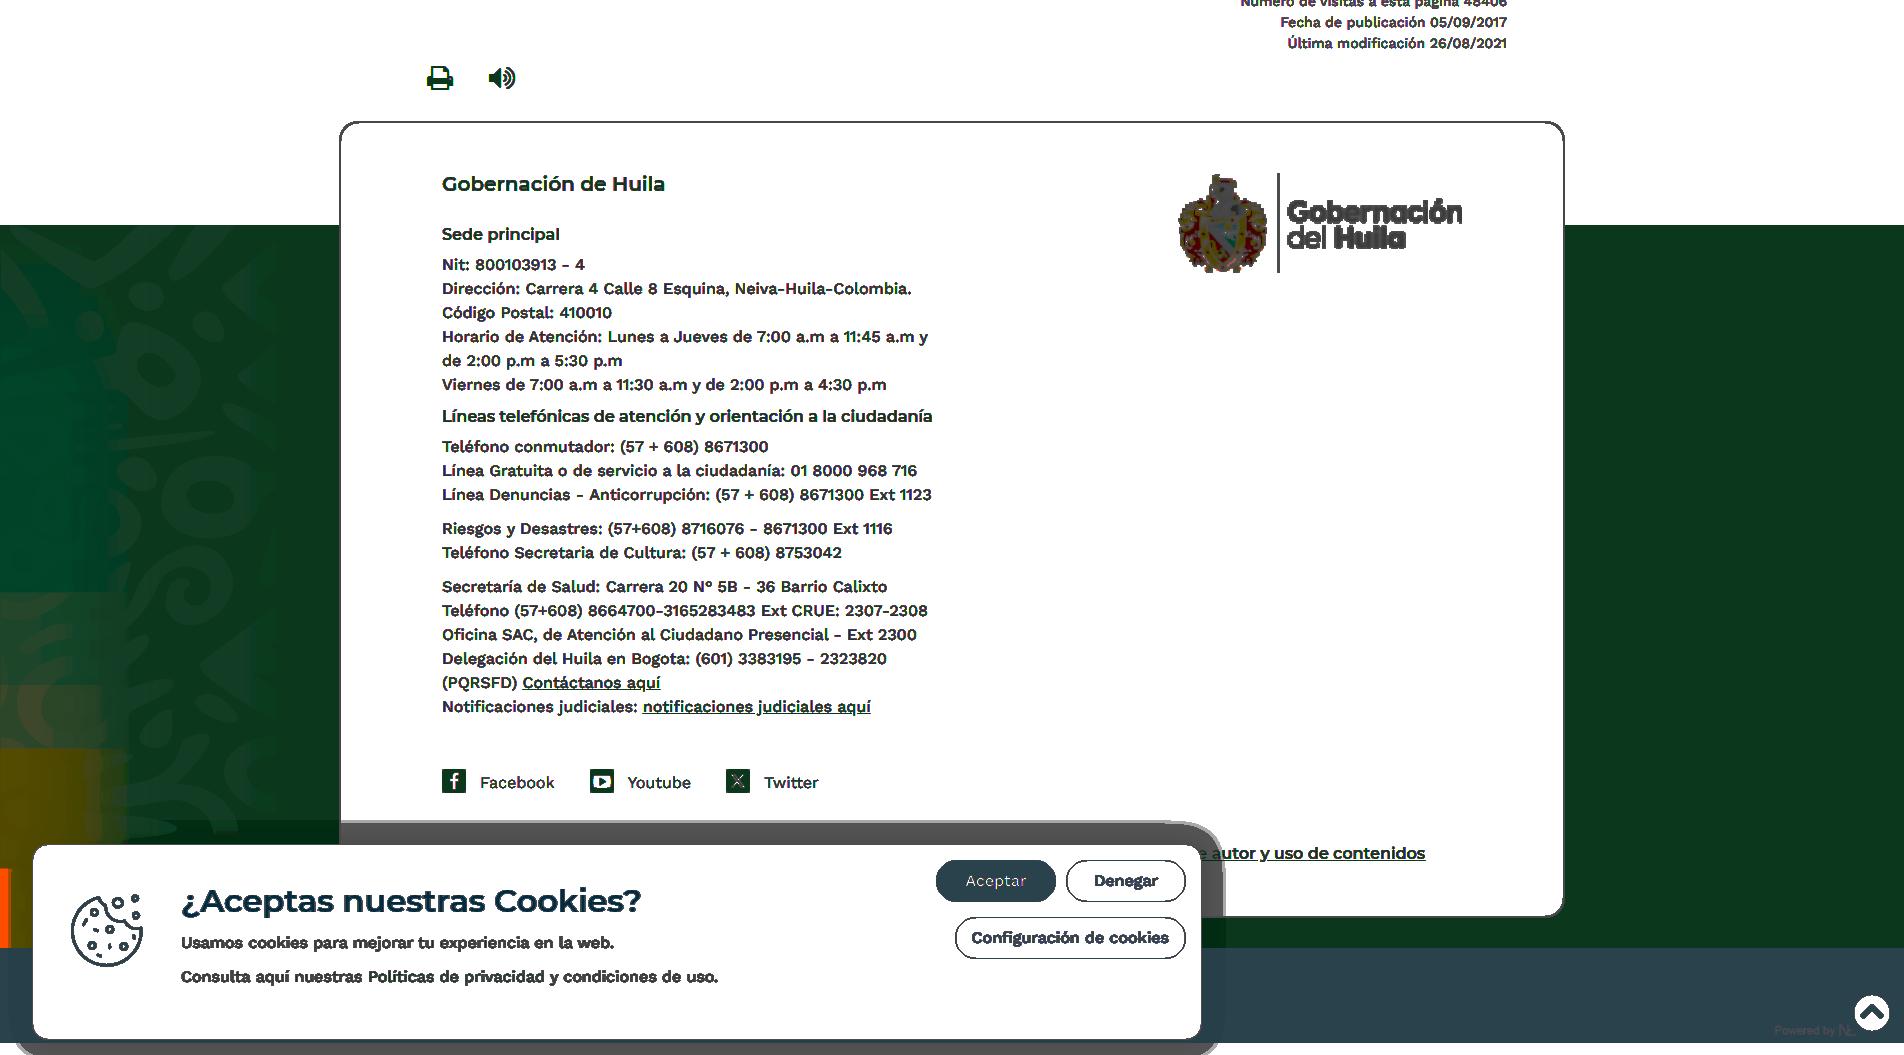 Número de visitas a esta página 48406
Fecha de publicación 05/09/2017
Última modificación 26/08/2021
Gobernación de Huila
Gobernación
del Huila
Sede principal
Nit: 800103913 - 4
Dirección: Carrera 4 Calle 8 Esquina, Neiva-Huila-Colombia.
Código Postal: 410010
Horario de Atención: Lunes a Jueves de 7:00 a.m a 11:45 a.m y
de 2:00 p.m a 5:30 p.m
Viernes de 7:00 a.m a 11:30 a.m y de 2:00 p.m a 4:30 p.m
Líneas telefónicas de atención y orientación a la ciudadanía
Teléfono conmutador: (57 + 608) 8671300
Línea Gratuita o de servicio a la ciudadanía: 01 8000 968 716
Línea Denuncias - Anticorrupción: (57 + 608) 8671300 Ext 1123
Riesgos y Desastres: (57+608) 8716076 - 8671300 Ext 1116
Teléfono Secretaria de Cultura: (57 + 608) 8753042
Secretaría de Salud: Carrera 20 N° 5B - 36 Barrio Calixto
Teléfono (57+608) 8664700-3165283483 Ext CRUE: 2307-2308
Oficina SAC, de Atención al Ciudadano Presencial - Ext 2300
Delegación del Huila en Bogota: (601) 3383195 - 2323820
(PQRSFD) Contáctanos aquí
Notificaciones judiciales: notificaciones judiciales aquí
Facebook Youtube Twitter
autor y uso de contenidos
¿Aceptas nuestras Cookies?
Usamos cookies para mejorar tu experiencia en la web.
Consulta aquí nuestras Políticas de privacidad y condiciones de uso.
Aceptar Denegar
Configuración de cookies
Powered by